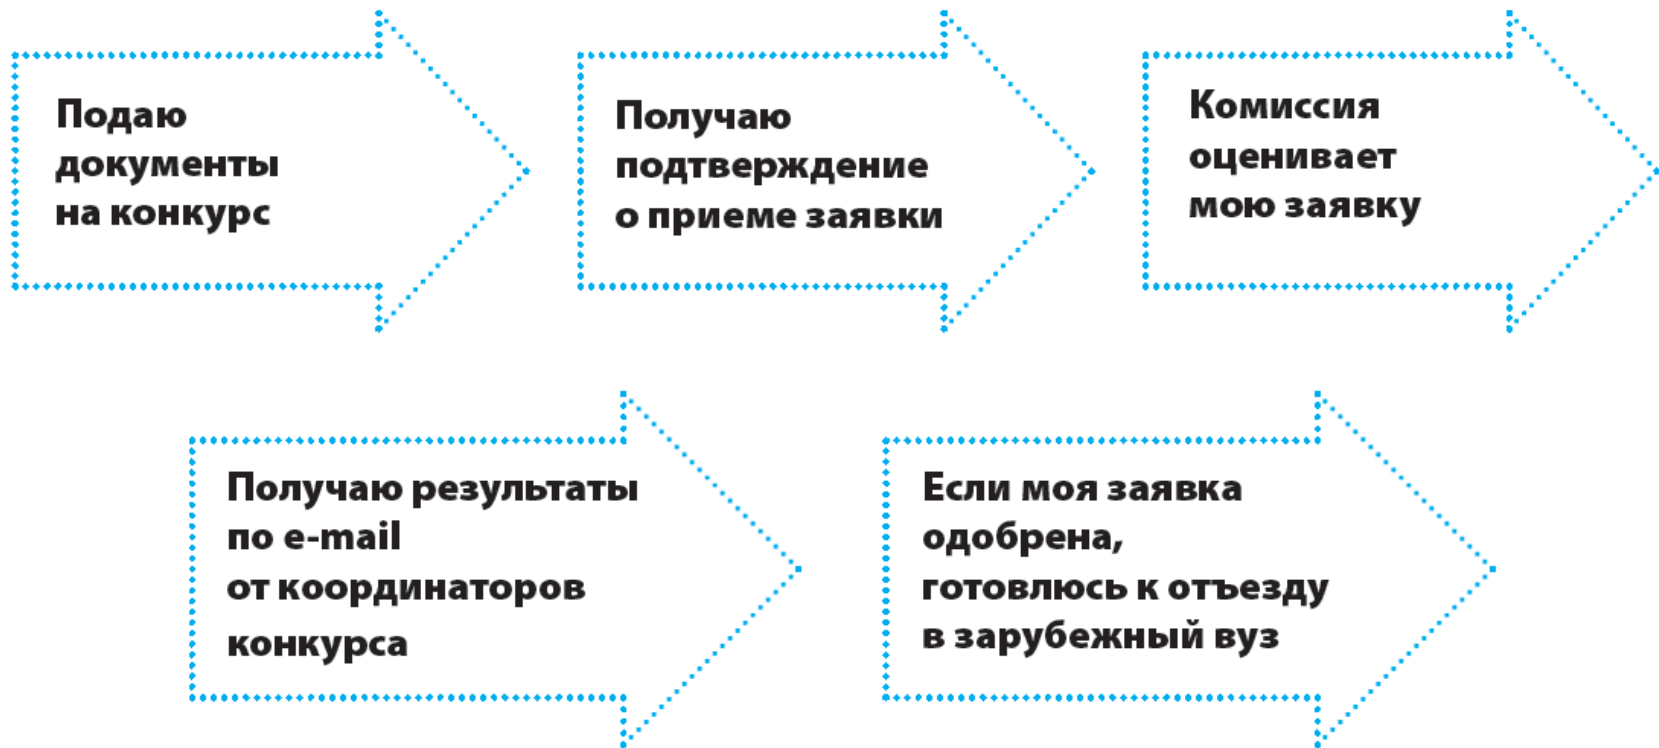 Подаю
документы
на конкурс
Получаю
подтверждение
о приеме заявки
Комиссия
оценивает
мою заявку
Получаю результаты
по e-mail
от координаторов
конкурса
Если моя заявка
одобрена,
готовлюсь к отъезду
в зарубежный вуз